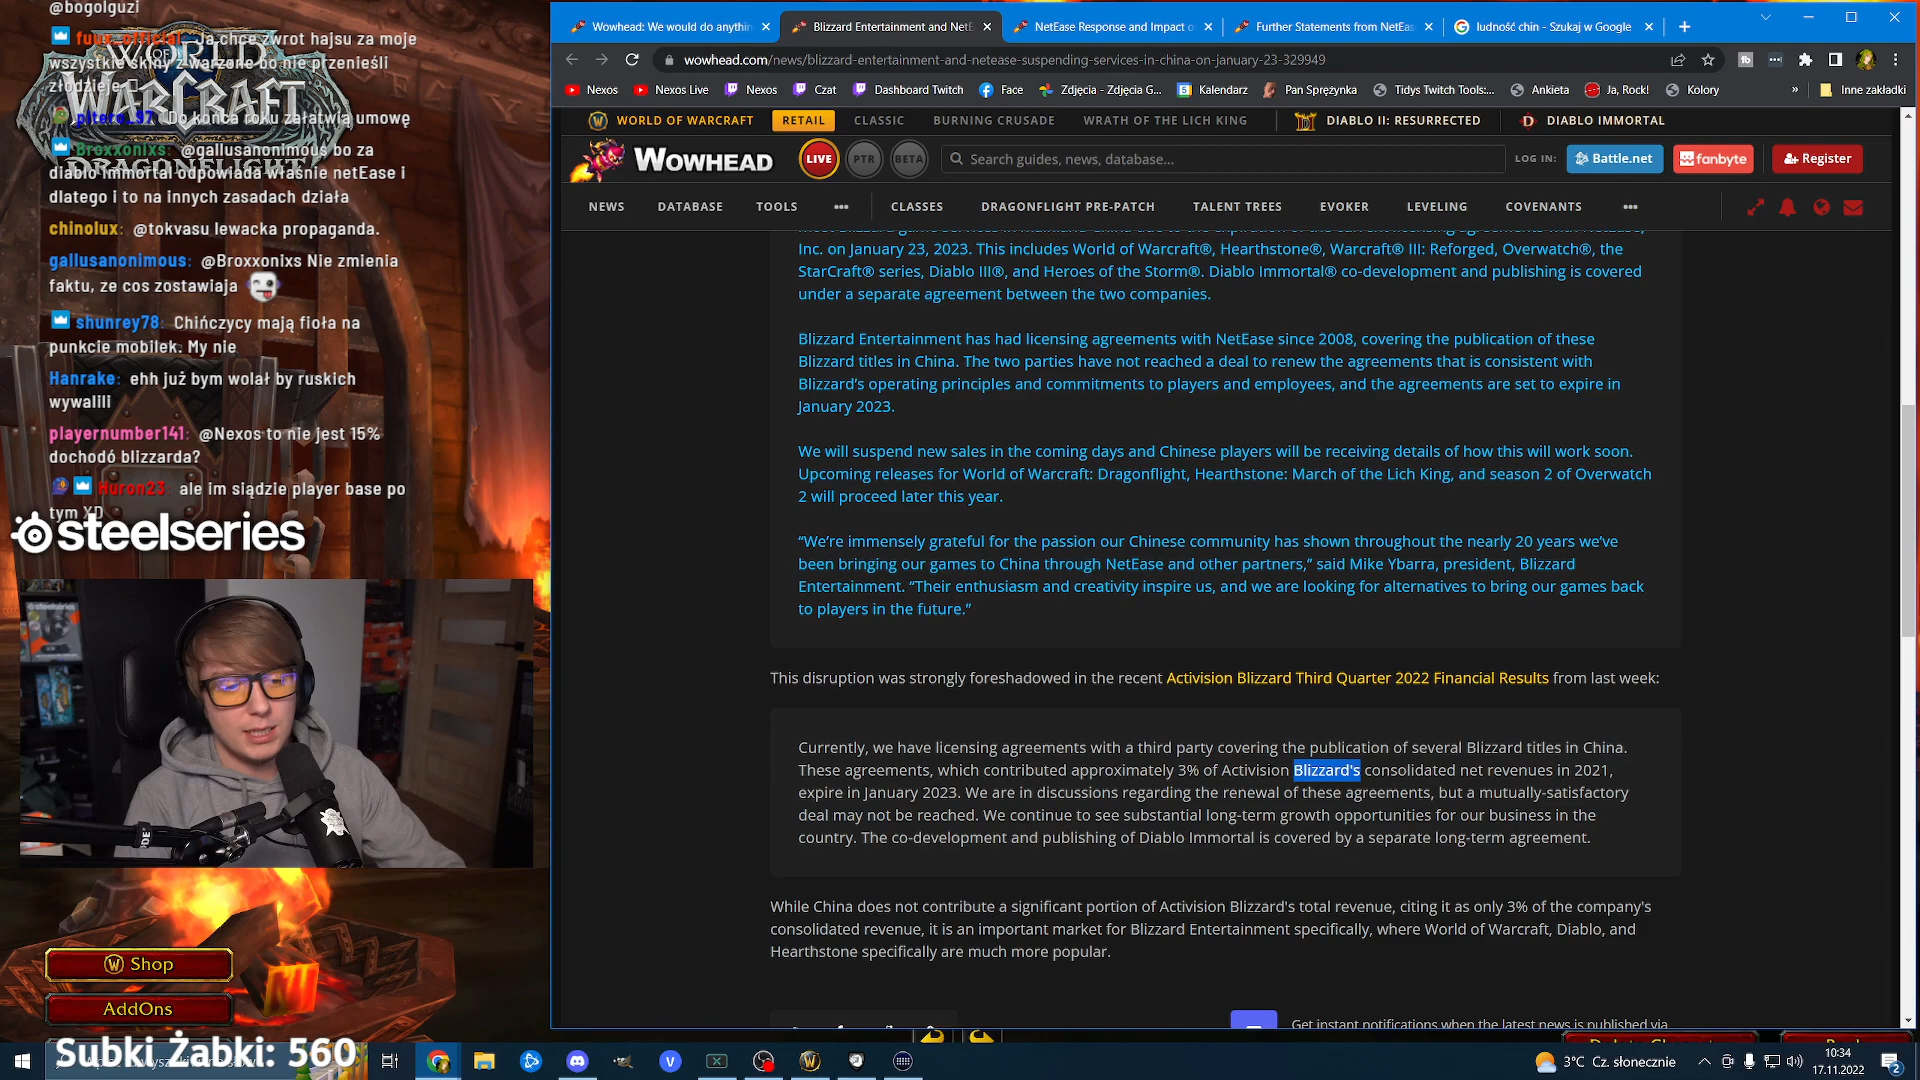 @bogolguzi
fuux_official: Ja chce zwrot hajsu za moje
wszystkie skiny z warzone bo nie przenieśli
złodzieje
pitero_97: Do końca roku załatwią umowę
Broxxonixs: @gallusanonimous bo za
diablo immortal odpowiada właśnie netEase i
dlatego i to na innych zasadach działa
chinolux: @tokvasu lewacka propaganda.
gallusanonimous: @Broxxonixs Nie zmienia
faktu, ze cos zostawiaja
shunrey78: Chińczycy mają fioła na
punkcie mobilek. My nie
Hanrake: ehh już bym wolał by ruskich
wywalili
playernumber141: @Nexos to nie jest 15%
dochodó blizzarda?
Huron23: ale im siądzie player base po
tym XD
WORLD
OF
WARCRAFT
DRAGONFLIGHT
steelseries
Shop
AddOns
Subki Żabki: 560
Wowhead: We would do anythin
Blizzard Entertainment and NetE
NetEase Response and Impact o
Further Statements from NetEas
ludność chin - Szukaj w Google
wowhead.com/news/blizzard-entertainment-and-netease-suspending-services-in-china-on-january-23-329949
Nexos
Nexos Live
Nexos
Czat
Dashboard Twitch
Face
Zdjęcia - Zdjęcia G...
Kalendarz
Pan Sprężynka
Tidys Twitch Tools:...
Ankieta
Ja, Rock!
Kolory
»
Inne zakładki
WORLD OF WARCRAFT
RETAIL
CLASSIC
BURNING CRUSADE
WRATH OF THE LICH KING
DIABLO II: RESURRECTED
DIABLO IMMORTAL
WOWHEAD
LIVE
PTR
BETA
Search guides, news, database...
LOG IN:
Battle.net
fanbyte
Register
NEWS
DATABASE
TOOLS
•••
CLASSES
DRAGONFLIGHT PRE-PATCH
TALENT TREES
EVOKER
LEVELING
COVENANTS
•••
Inc. on January 23, 2023. This includes World of Warcraft®, Hearthstone®, Warcraft® III: Reforged, Overwatch®, the
StarCraft® series, Diablo III®, and Heroes of the Storm®. Diablo Immortal® co-development and publishing is covered
under a separate agreement between the two companies.
Blizzard Entertainment has had licensing agreements with NetEase since 2008, covering the publication of these
Blizzard titles in China. The two parties have not reached a deal to renew the agreements that is consistent with
Blizzard's operating principles and commitments to players and employees, and the agreements are set to expire in
January 2023.
We will suspend new sales in the coming days and Chinese players will be receiving details of how this will work soon.
Upcoming releases for World of Warcraft: Dragonflight, Hearthstone: March of the Lich King, and season 2 of Overwatch
2 will proceed later this year.
“We’re immensely grateful for the passion our Chinese community has shown throughout the nearly 20 years we’ve
been bringing our games to China through NetEase and other partners,” said Mike Ybarra, president, Blizzard
Entertainment. “Their enthusiasm and creativity inspire us, and we are looking for alternatives to bring our games back
to players in the future.”
This disruption was strongly foreshadowed in the recent Activision Blizzard Third Quarter 2022 Financial Results from last week:
Currently, we have licensing agreements with a third party covering the publication of several Blizzard titles in China.
These agreements, which contributed approximately 3% of Activision Blizzard's consolidated net revenues in 2021,
expire in January 2023. We are in discussions regarding the renewal of these agreements, but a mutually-satisfactory
deal may not be reached. We continue to see substantial long-term growth opportunities for our business in the
country. The co-development and publishing of Diablo Immortal is covered by a separate long-term agreement.
While China does not contribute a significant portion of Activision Blizzard's total revenue, citing it as only 3% of the company's
consolidated revenue, it is an important market for Blizzard Entertainment specifically, where World of Warcraft, Diablo, and
Hearthstone specifically are much more popular.
Get instant notifications when the latest news is published via
3°C Cz. słonecznie
10:34
17.11.2022
2